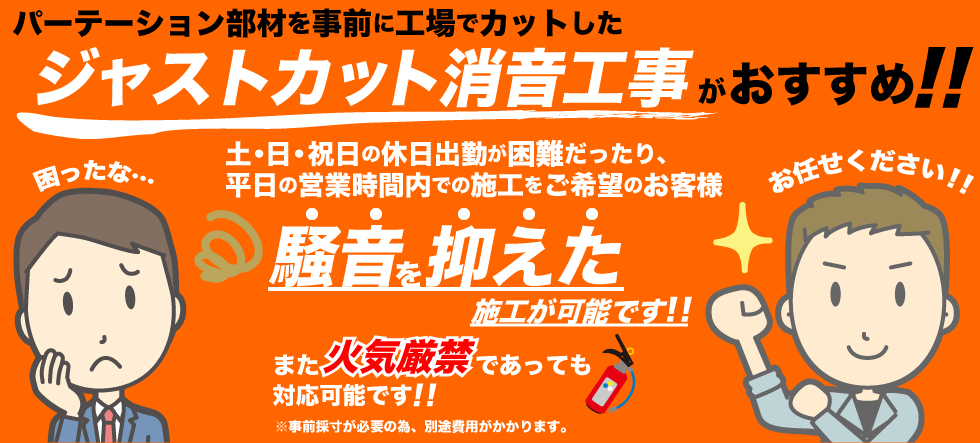 パーテーション部材を事前に工場でカットした
ジャストカット消音工事がおすすめ!!
土・日・祝日の休日出勤が困難だったり、
平日の営業時間内での施工をご希望のお客様
困ったな…
お任せください!!
騒音を抑えた
施工が可能です!!
また火気厳禁であっても
対応可能です!!
※事前採寸が必要の為、別途費用がかかります。